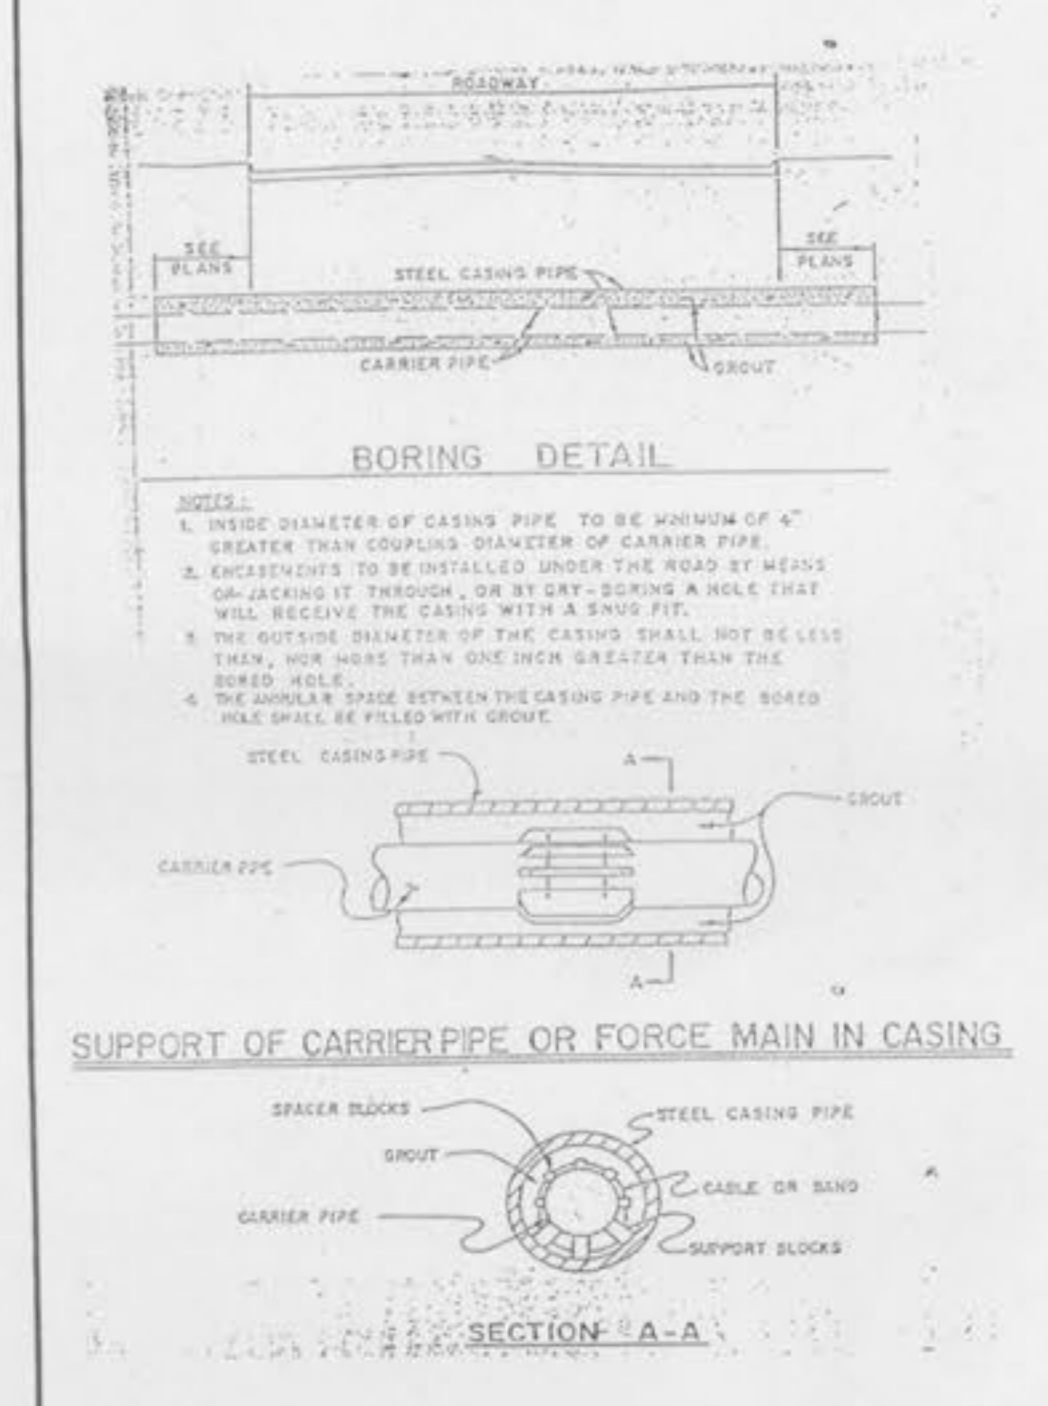 ROADWAY
SEE
PLANS
SEE
PLANS
STEEL CASING PIPE
CARRIER PIPE
GROUT
BORING DETAIL
NOTES:
1. INSIDE DIAMETER OF CASING PIPE TO BE MINIMUM OF 4"
GREATER THAN COUPLING DIAMETER OF CARRIER PIPE.
2. ENCASEMENTS TO BE INSTALLED UNDER THE ROAD BY MEANS
OF JACKING IT THROUGH, OR BY DRY-BORING A HOLE THAT
WILL RECEIVE THE CASING WITH A SNUG FIT.
3. THE OUTSIDE DIAMETER OF THE CASING SHALL NOT BE LESS
THAN, NOR MORE THAN ONE INCH GREATER THAN THE
BORED HOLE.
4. THE ANNULAR SPACE BETWEEN THE CASING PIPE AND THE BORED
HOLE SHALL BE FILLED WITH GROUT
STEEL CASING PIPE
A
GROUT
CARRIER PIPE
A
SUPPORT OF CARRIER PIPE OR FORCE MAIN IN CASING
SPACER BLOCKS
STEEL CASING PIPE
GROUT
CABLE OR BAND
CARRIER PIPE
SUPPORT BLOCKS
SECTION A-A